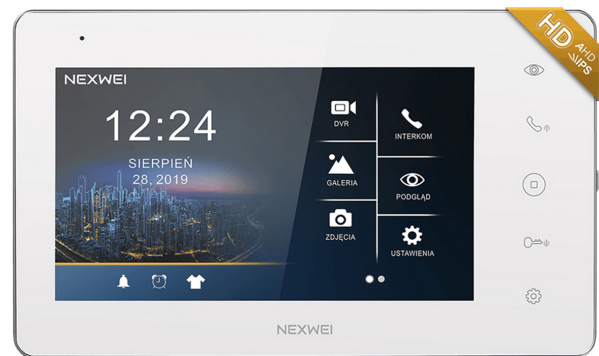 HD AHD
IPS
NEXWEI
12:24
SIERPIEŃ
28, 2019
DVR
INTERKOM
GALERIA
PODGLĄD
ZDJĘCIA
USTAWIENIA
NEXWEI